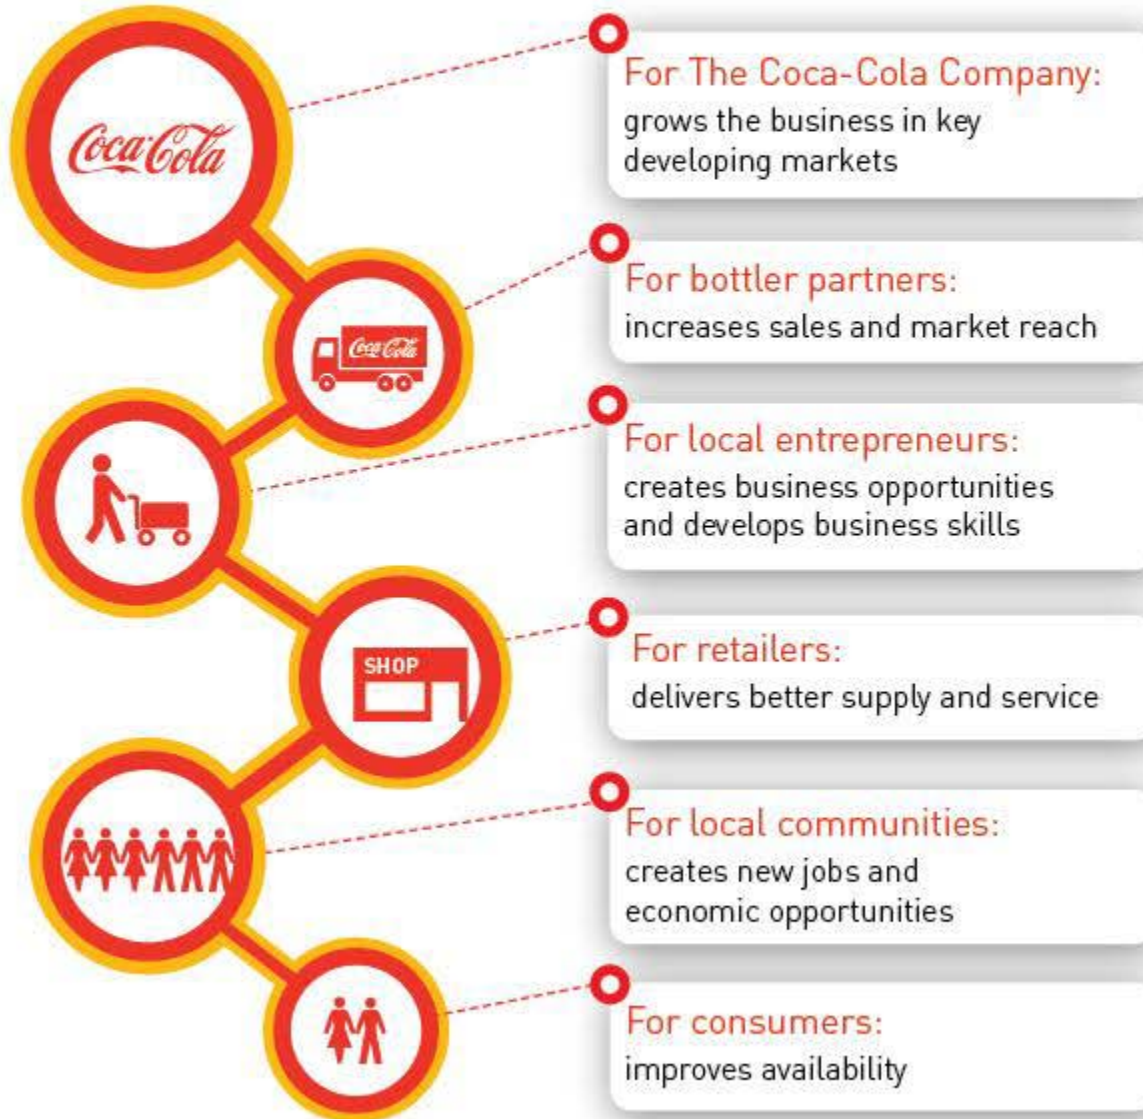 Coca-Cola
For The Coca-Cola Company:
grows the business in key
developing markets
Coca-Cola
For bottler partners:
increases sales and market reach
For local entrepreneurs:
creates business opportunities
and develops business skills
SHOP
For retailers:
delivers better supply and service
For local communities:
creates new jobs and
economic opportunities
For consumers:
improves availability